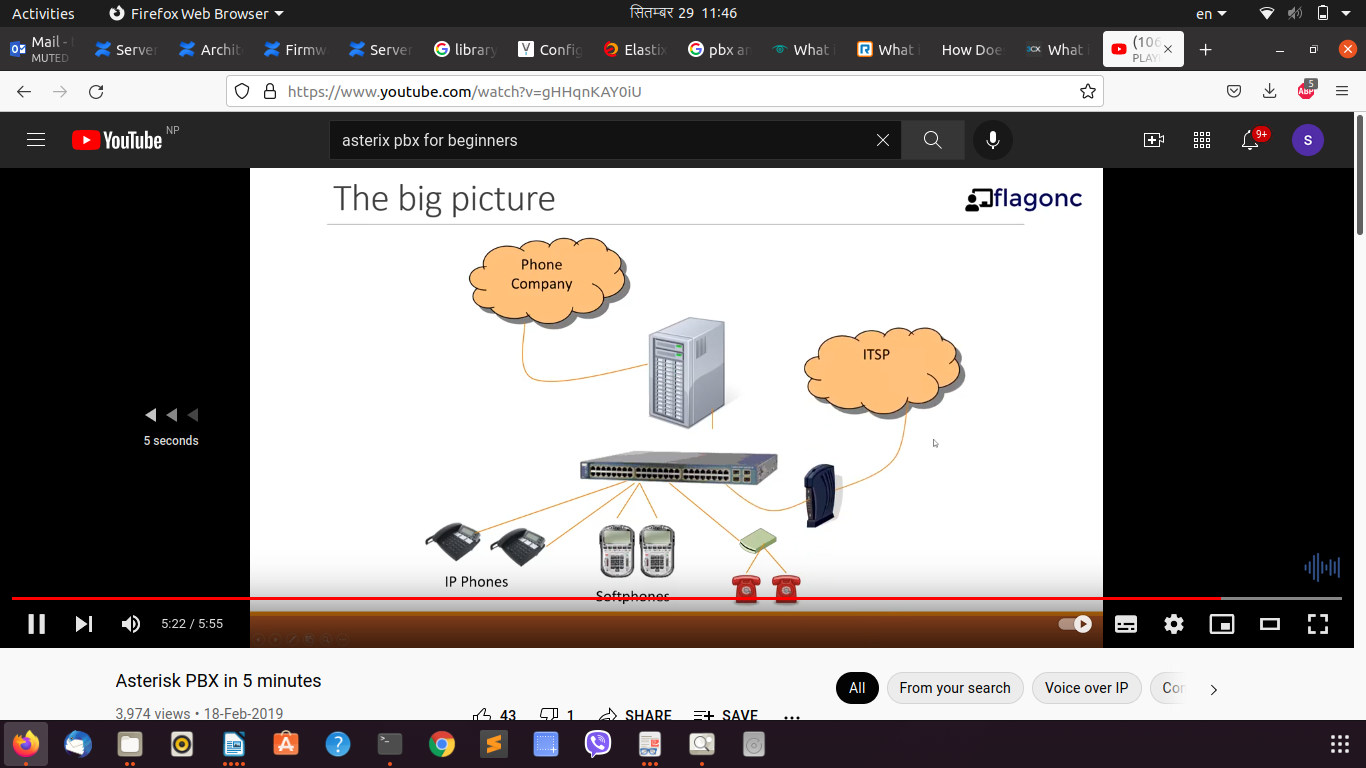 Activities
Firefox Web Browser
सितम्बर 29 11:46
en
Mail -
MUTED
Server
Archit
Firmw
Server
library
Config
Elastix
pbx an
What i
What i
How Doe
What
(106
PLAYI
https://www.youtube.com/watch?v=gHHqnKAY0iU
ABP
5
YouTube NP
asterix pbx for beginners
9+
S
The big picture
flagonc
Phone
Company
ITSP
5 seconds
IP Phones
Softphones
5:22 / 5:55
Asterisk PBX in 5 minutes
All
From your search
Voice over IP
3,974 views • 18-Feb-2019
43
1
SHARE
SAVE